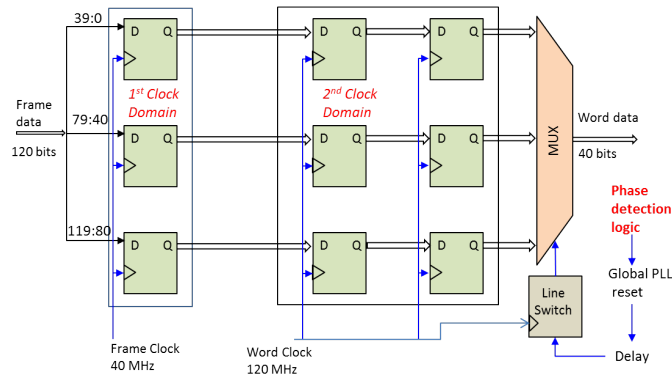 39:0
D Q
D Q
D Q
1st Clock
Domain
2nd Clock
Domain
Frame
data
120 bits
79:40
D Q
D Q
D Q
MUX
Word data
40 bits
119:80
D Q
D Q
D Q
Phase
detection
logic
Global PLL
reset
Line
Switch
Delay
Frame Clock
40 MHz
Word Clock
120 MHz